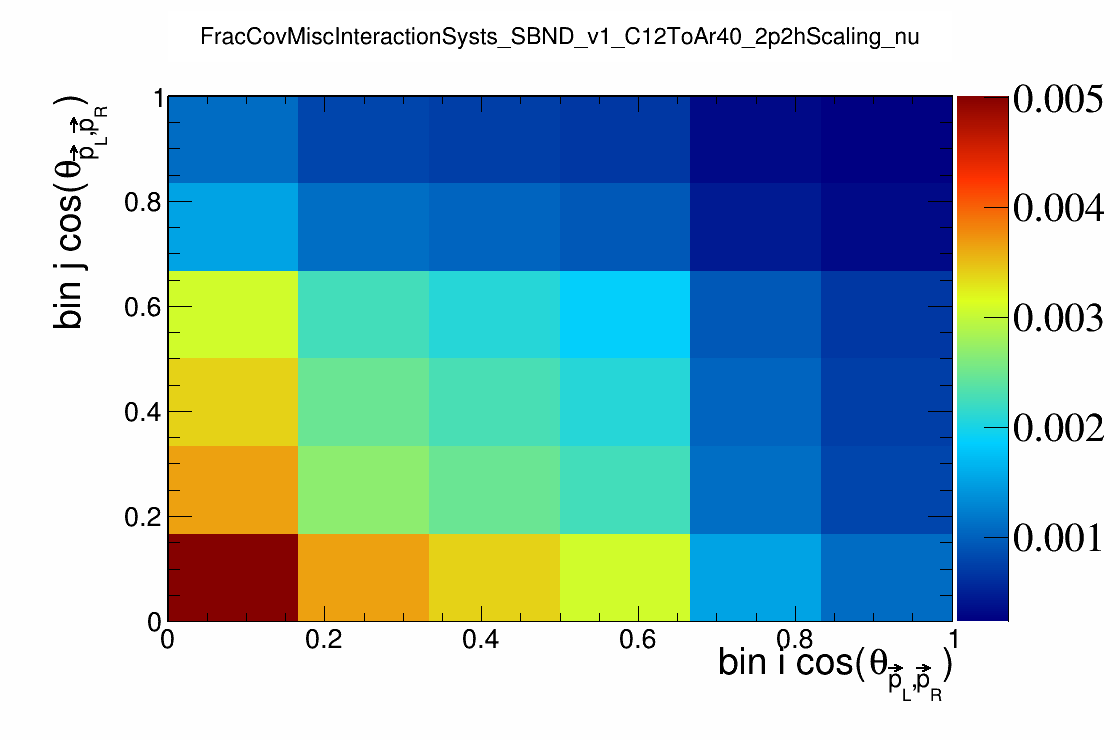 FracCovMiscInteractionSysts_SBND_v1_C12ToAr40_2p2hScaling_nu
bin j cos(θp⃗L,p⃗R)
1
0.8
0.6
0.4
0.2
0
0 0.2 0.4 0.6 0.8 1
bin i cos(θp⃗L,p⃗R)
0.005
0.004
0.003
0.002
0.001